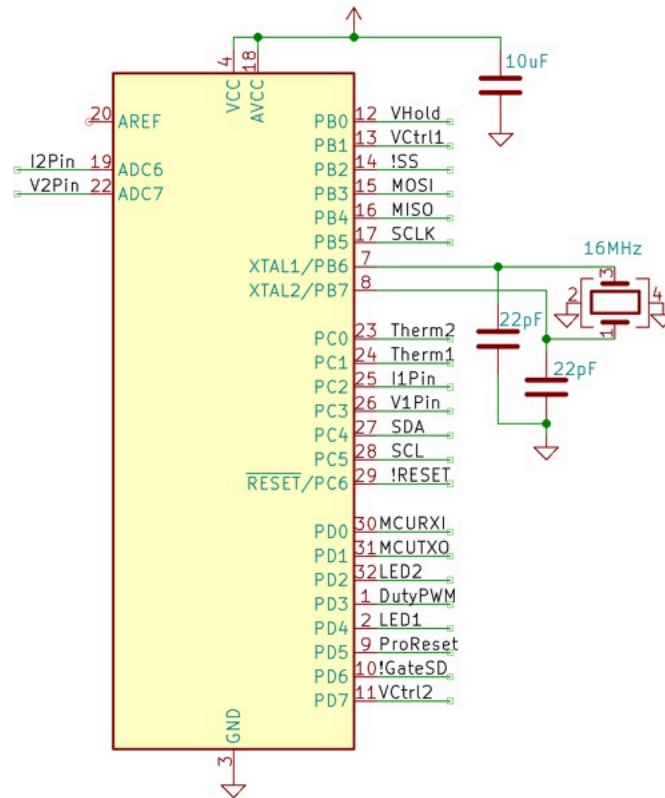 10uF
4 18
VCC AVCC
20 AREF
PB0 12 VHold
PB1 13 VCtrl1
I2Pin 19 ADC6
PB2 14 !SS
V2Pin 22 ADC7
PB3 15 MOSI
PB4 16 MISO
PB5 17 SCLK
16MHz
XTAL1/PB6 7
3
XTAL2/PB7 8
2 4
22pF
1
PC0 23 Therm2
PC1 24 Therm1
22pF
PC2 25 I1Pin
PC3 26 V1Pin
PC4 27 SDA
PC5 28 SCL
RESET/PC6 29 !RESET
PD0 30 MCURXI
PD1 31 MCUTXO
PD2 32 LED2
PD3 1 DutyPWM
PD4 2 LED1
PD5 9 ProReset
PD6 10 !GateSD
PD7 11 VCtrl2
GND
3